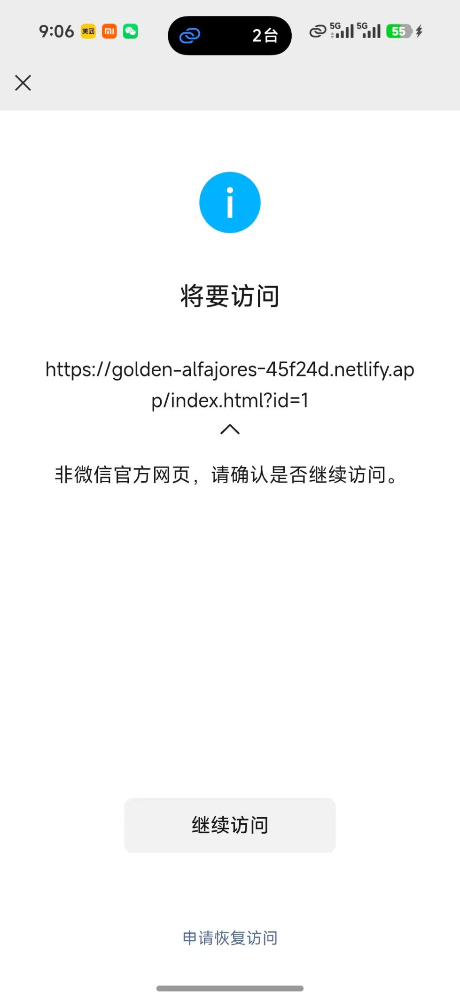 9:06 美团 mi 2台 5G 5G 55
将要访问
https://golden-alfajores-45f24d.netlify.ap
p/index.html?id=1
非微信官方网页，请确认是否继续访问。
继续访问
申请恢复访问